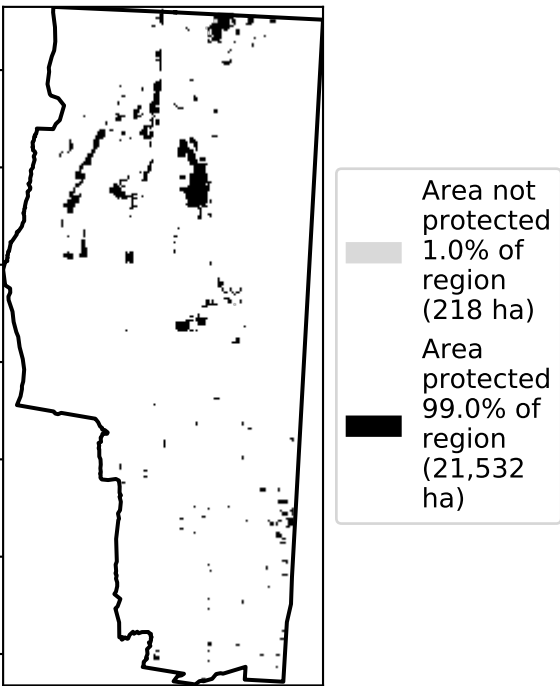 Area not
protected
1.0% of
region
(218 ha)
Area
protected
99.0% of
region
(21,532
ha)